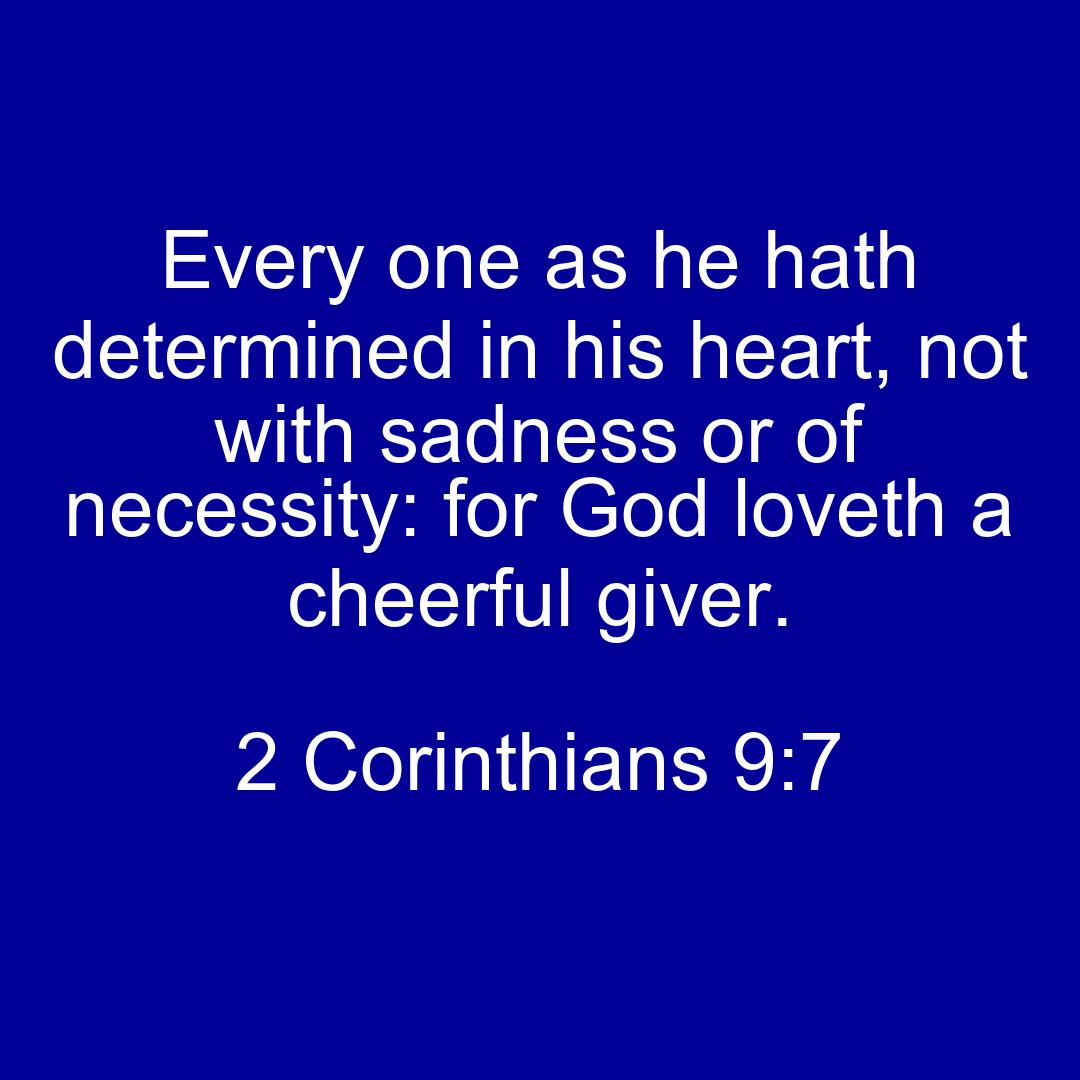 Every one as he hath
determined in his heart, not
with sadness or of
necessity: for God loveth a
cheerful giver.
2 Corinthians 9:7